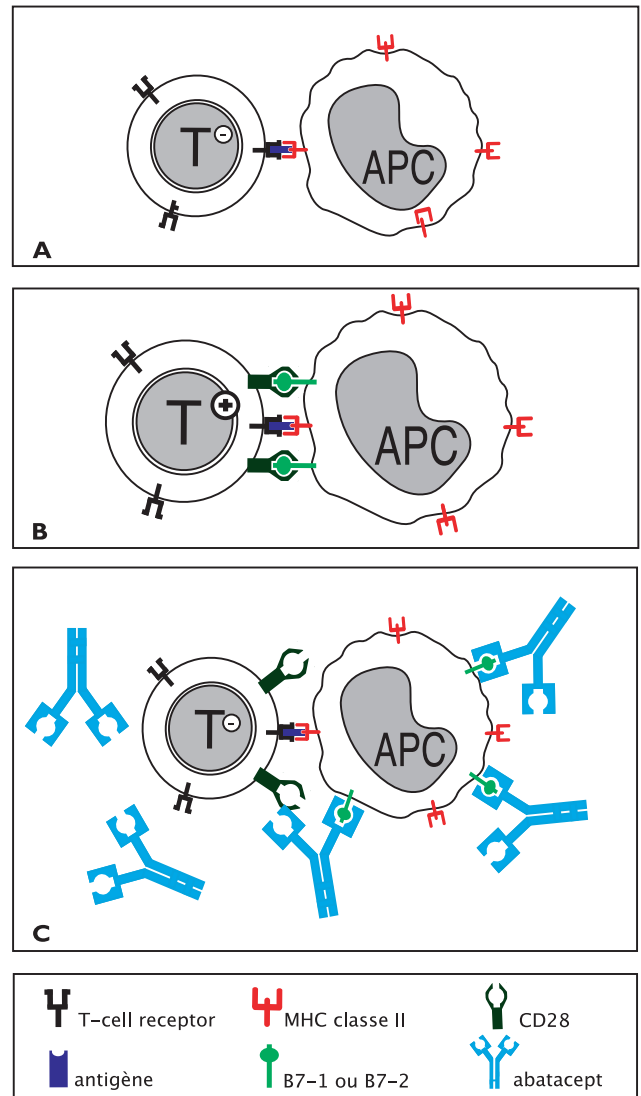 T -
APC
A
T +
APC
B
T -
APC
C
T-cell receptor
MHC classe II
CD28
antigène
B7-1 ou B7-2
abatacept